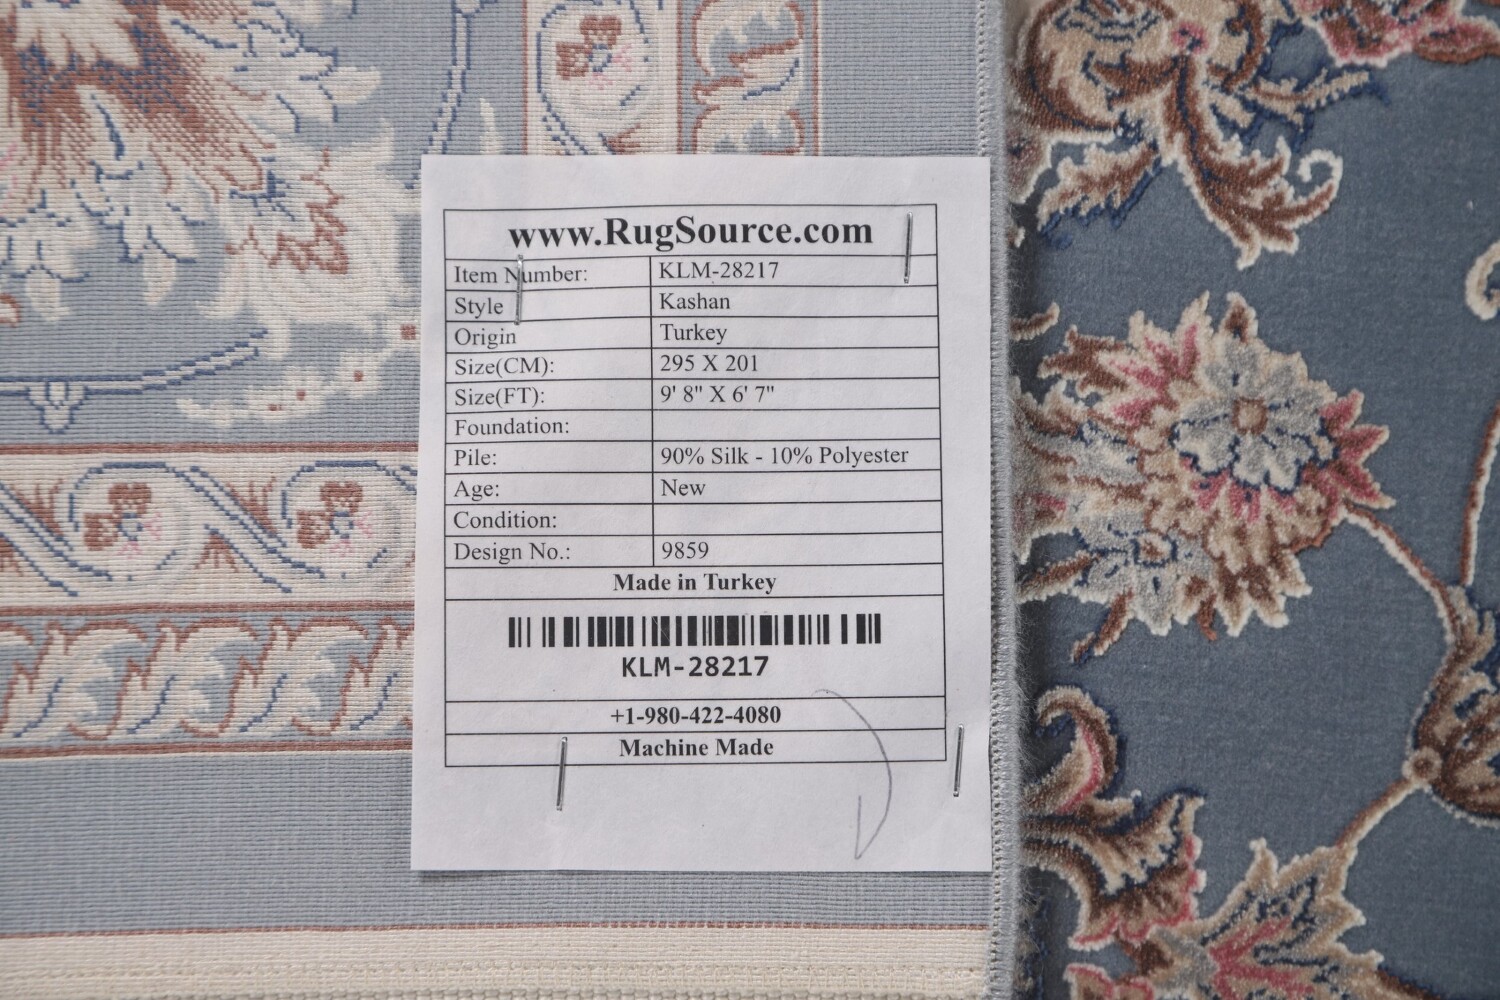 www.RugSource.com
Item Number: KLM-28217
Style Kashan
Origin Turkey
Size(CM): 295 X 201
Size(FT): 9' 8" X 6' 7"
Foundation:
Pile: 90% Silk - 10% Polyester
Age: New
Condition:
Design No.: 9859
Made in Turkey
KLM-28217
+1-980-422-4080
Machine Made